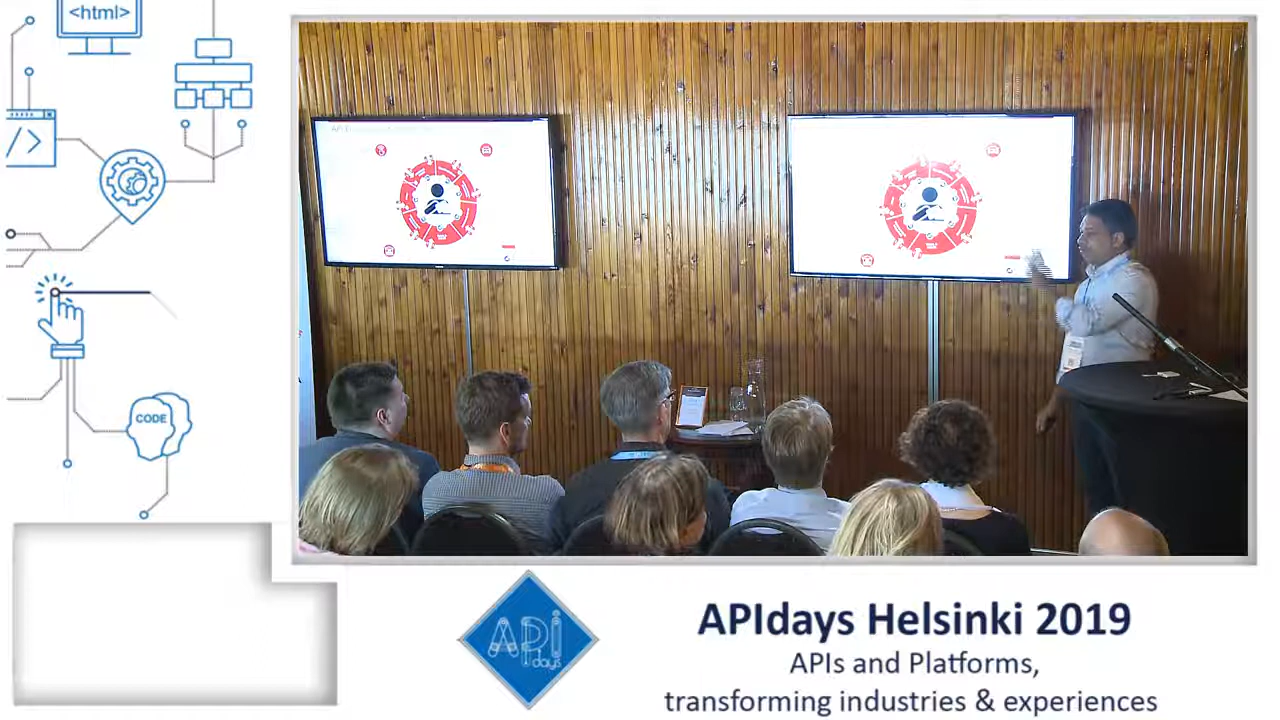 <html>
</>
CODE
API
days
APIdays Helsinki 2019
APIs and Platforms,
transforming industries & experiences